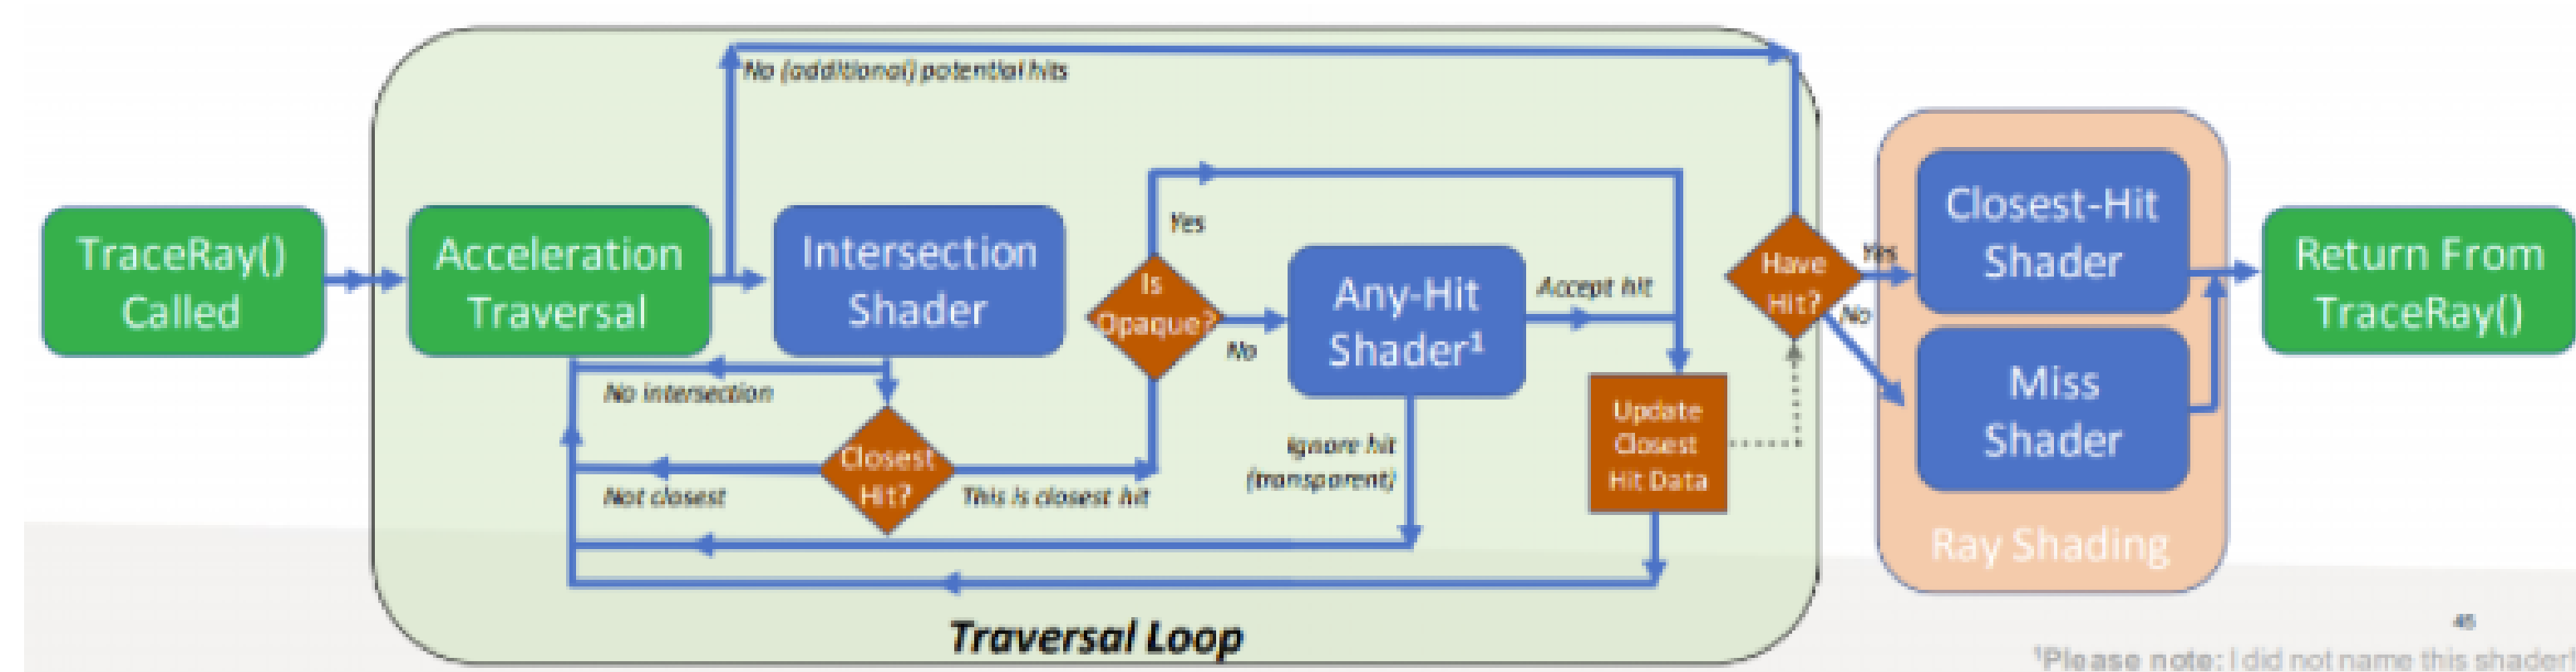 No (additional) potential hits
TraceRay()
Called
Acceleration
Traversal
Intersection
Shader
Yes
Is
Opaque?
No
Any-Hit
Shader¹
Accept hit
Have
Hit?
Yes
No
Closest-Hit
Shader
Miss
Shader
Ray Shading
Return From
TraceRay()
No intersection
Closest
Hit?
Not closest
This is closest hit
Ignore hit
(transparent)
Update
Closest
Hit Data
Traversal Loop
46
¹Please note: I did not name this shader!